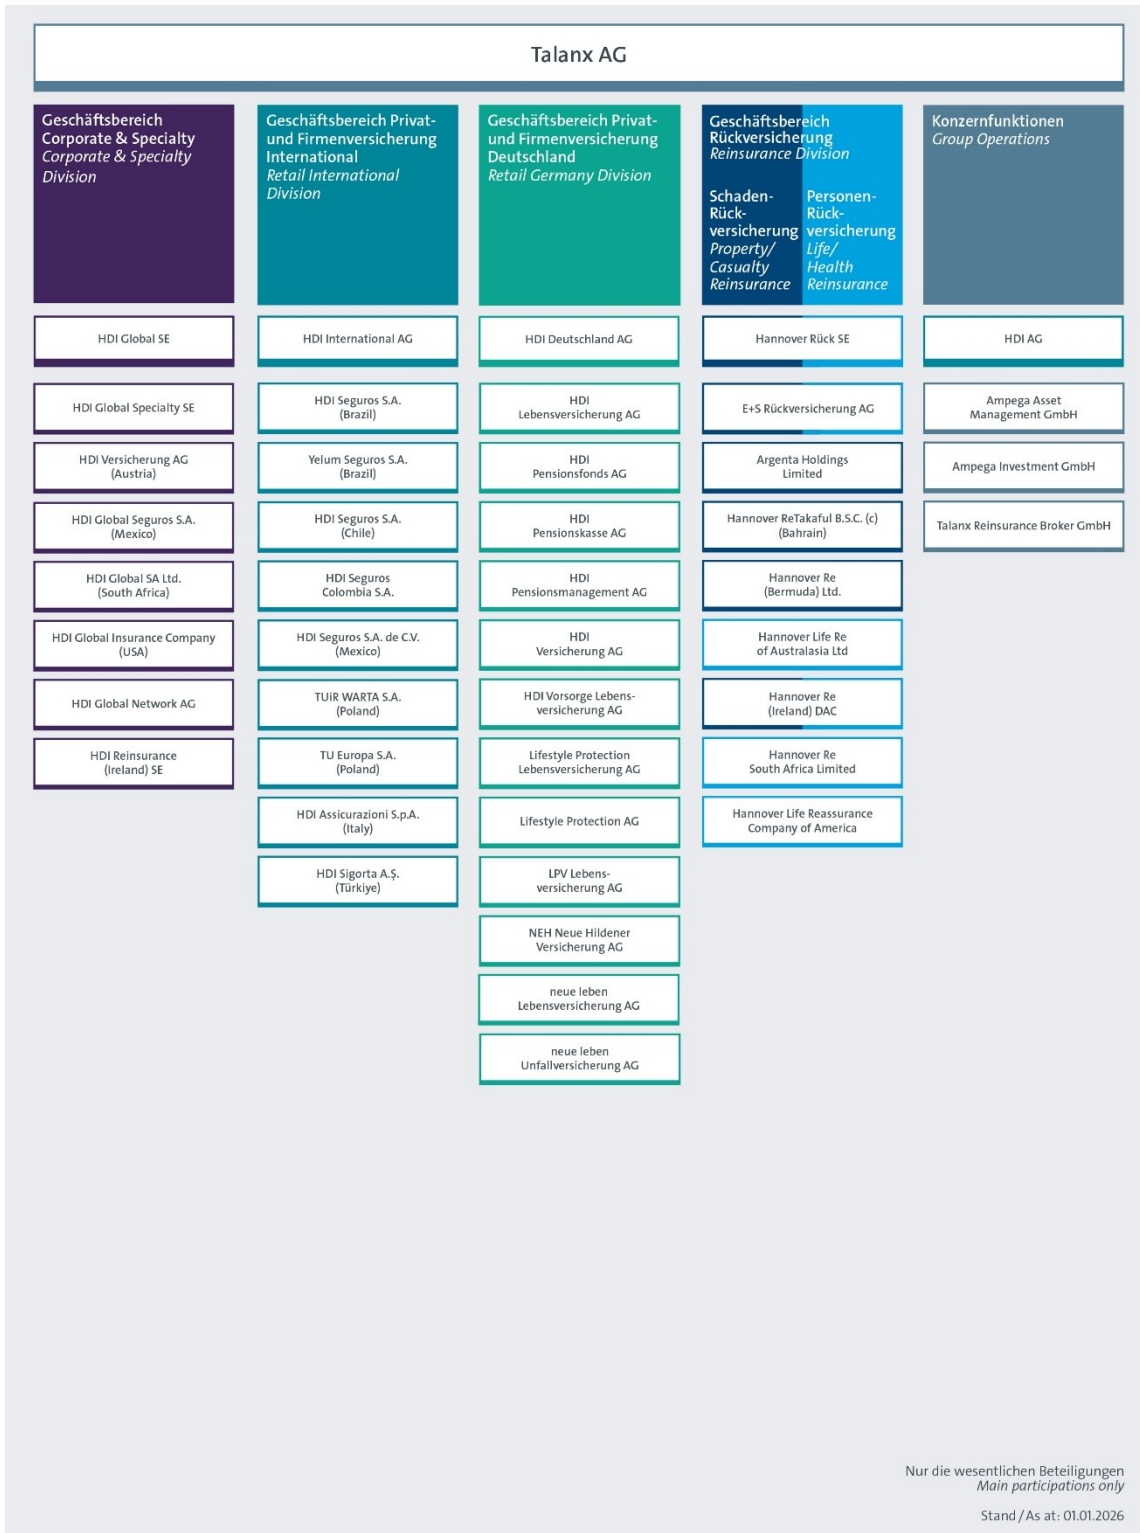 Talanx AG
Geschäftsbereich
Corporate & Specialty
Corporate & Specialty
Division
HDI Global SE
HDI Global Specialty SE
HDI Versicherung AG
(Austria)
HDI Global Seguros S.A.
(Mexico)
HDI Global SA Ltd.
(South Africa)
HDI Global Insurance Company
(USA)
HDI Global Network AG
HDI Reinsurance
(Ireland) SE
Geschäftsbereich Privat-
und Firmenversicherung
International
Retail International
Division
HDI International AG
HDI Seguros S.A.
(Brazil)
Yelum Seguros S.A.
(Brazil)
HDI Seguros S.A.
(Chile)
HDI Seguros
Colombia S.A.
HDI Seguros S.A. de C.V.
(Mexico)
TUiR WARTA S.A.
(Poland)
TU Europa S.A.
(Poland)
HDI Assicurazioni S.p.A.
(Italy)
HDI Sigorta A.Ş.
(Türkiye)
Geschäftsbereich Privat-
und Firmenversicherung
Deutschland
Retail Germany Division
HDI Deutschland AG
HDI
Lebensversicherung AG
HDI
Pensionsfonds AG
HDI
Pensionskasse AG
HDI
Pensionsmanagement AG
HDI
Versicherung AG
HDI Vorsorge Lebens-
versicherung AG
Lifestyle Protection
Lebensversicherung AG
Lifestyle Protection AG
LPV Lebens-
versicherung AG
NEH Neue Hildener
Versicherung AG
neue leben
Lebensversicherung AG
neue leben
Unfallversicherung AG
Geschäftsbereich
Rückversicherung
Reinsurance Division
Schaden-
Rück-
versicherung
Property/
Casualty
Reinsurance
Personen-
Rück-
versicherung
Life/
Health
Reinsurance
Hannover Rück SE
E+S Rückversicherung AG
Argenta Holdings
Limited
Hannover ReTakaful B.S.C. (c)
(Bahrain)
Hannover Re
(Bermuda) Ltd.
Hannover Life Re
of Australasia Ltd
Hannover Re
(Ireland) DAC
Hannover Re
South Africa Limited
Hannover Life Reassurance
Company of America
Konzernfunktionen
Group Operations
HDI AG
Ampega Asset
Management GmbH
Ampega Investment GmbH
Talanx Reinsurance Broker GmbH
Nur die wesentlichen Beteiligungen
Main participations only
Stand / As at: 01.01.2026